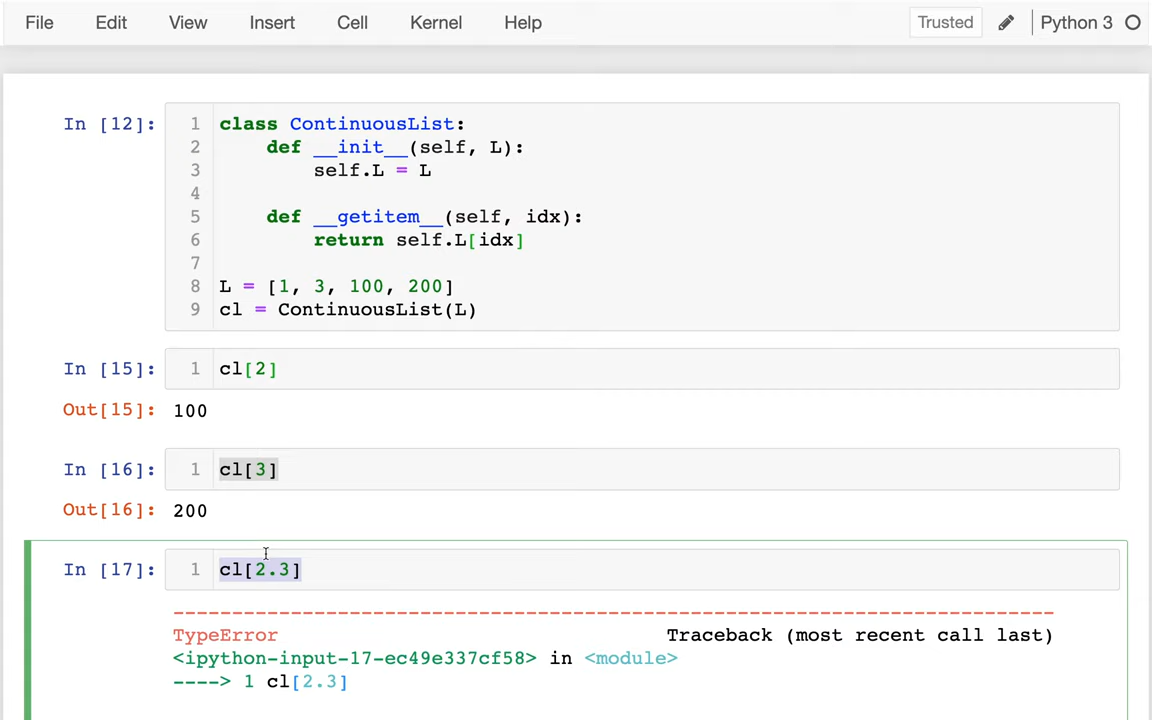 File Edit View Insert Cell Kernel Help Trusted Python 3
In [12]:
1 class ContinuousList:
2     def __init__(self, L):
3         self.L = L
4
5     def __getitem__(self, idx):
6         return self.L[idx]
7
8 L = [1, 3, 100, 200]
9 cl = ContinuousList(L)
In [15]: 1 cl[2]
Out[15]: 100
In [16]: 1 cl[3]
Out[16]: 200
In [17]: 1 cl[2.3]
---------------------------------------------------------------------------
TypeError                                 Traceback (most recent call last)
<ipython-input-17-ec49e337cf58> in <module>
----> 1 cl[2.3]